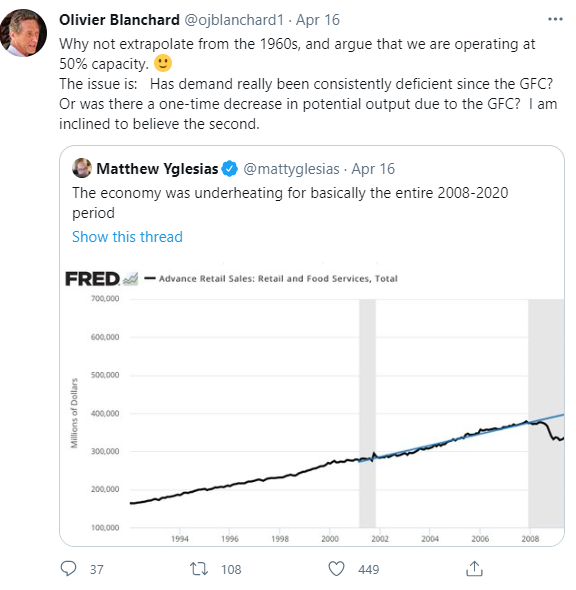 Olivier Blanchard @ojblanchard1 · Apr 16
Why not extrapolate from the 1960s, and argue that we are operating at
50% capacity. 🙂
The issue is:   Has demand really been consistently deficient since the GFC?
Or was there a one-time decrease in potential output due to the GFC?  I am
inclined to believe the second.
Matthew Yglesias @mattyglesias · Apr 16
The economy was underheating for basically the entire 2008-2020
period
Show this thread
FRED
Advance Retail Sales: Retail and Food Services, Total
700,000
600,000
500,000
400,000
300,000
200,000
100,000
Millions of Dollars
1994 1996 1998 2000 2002 2004 2006 2008
37 108 449